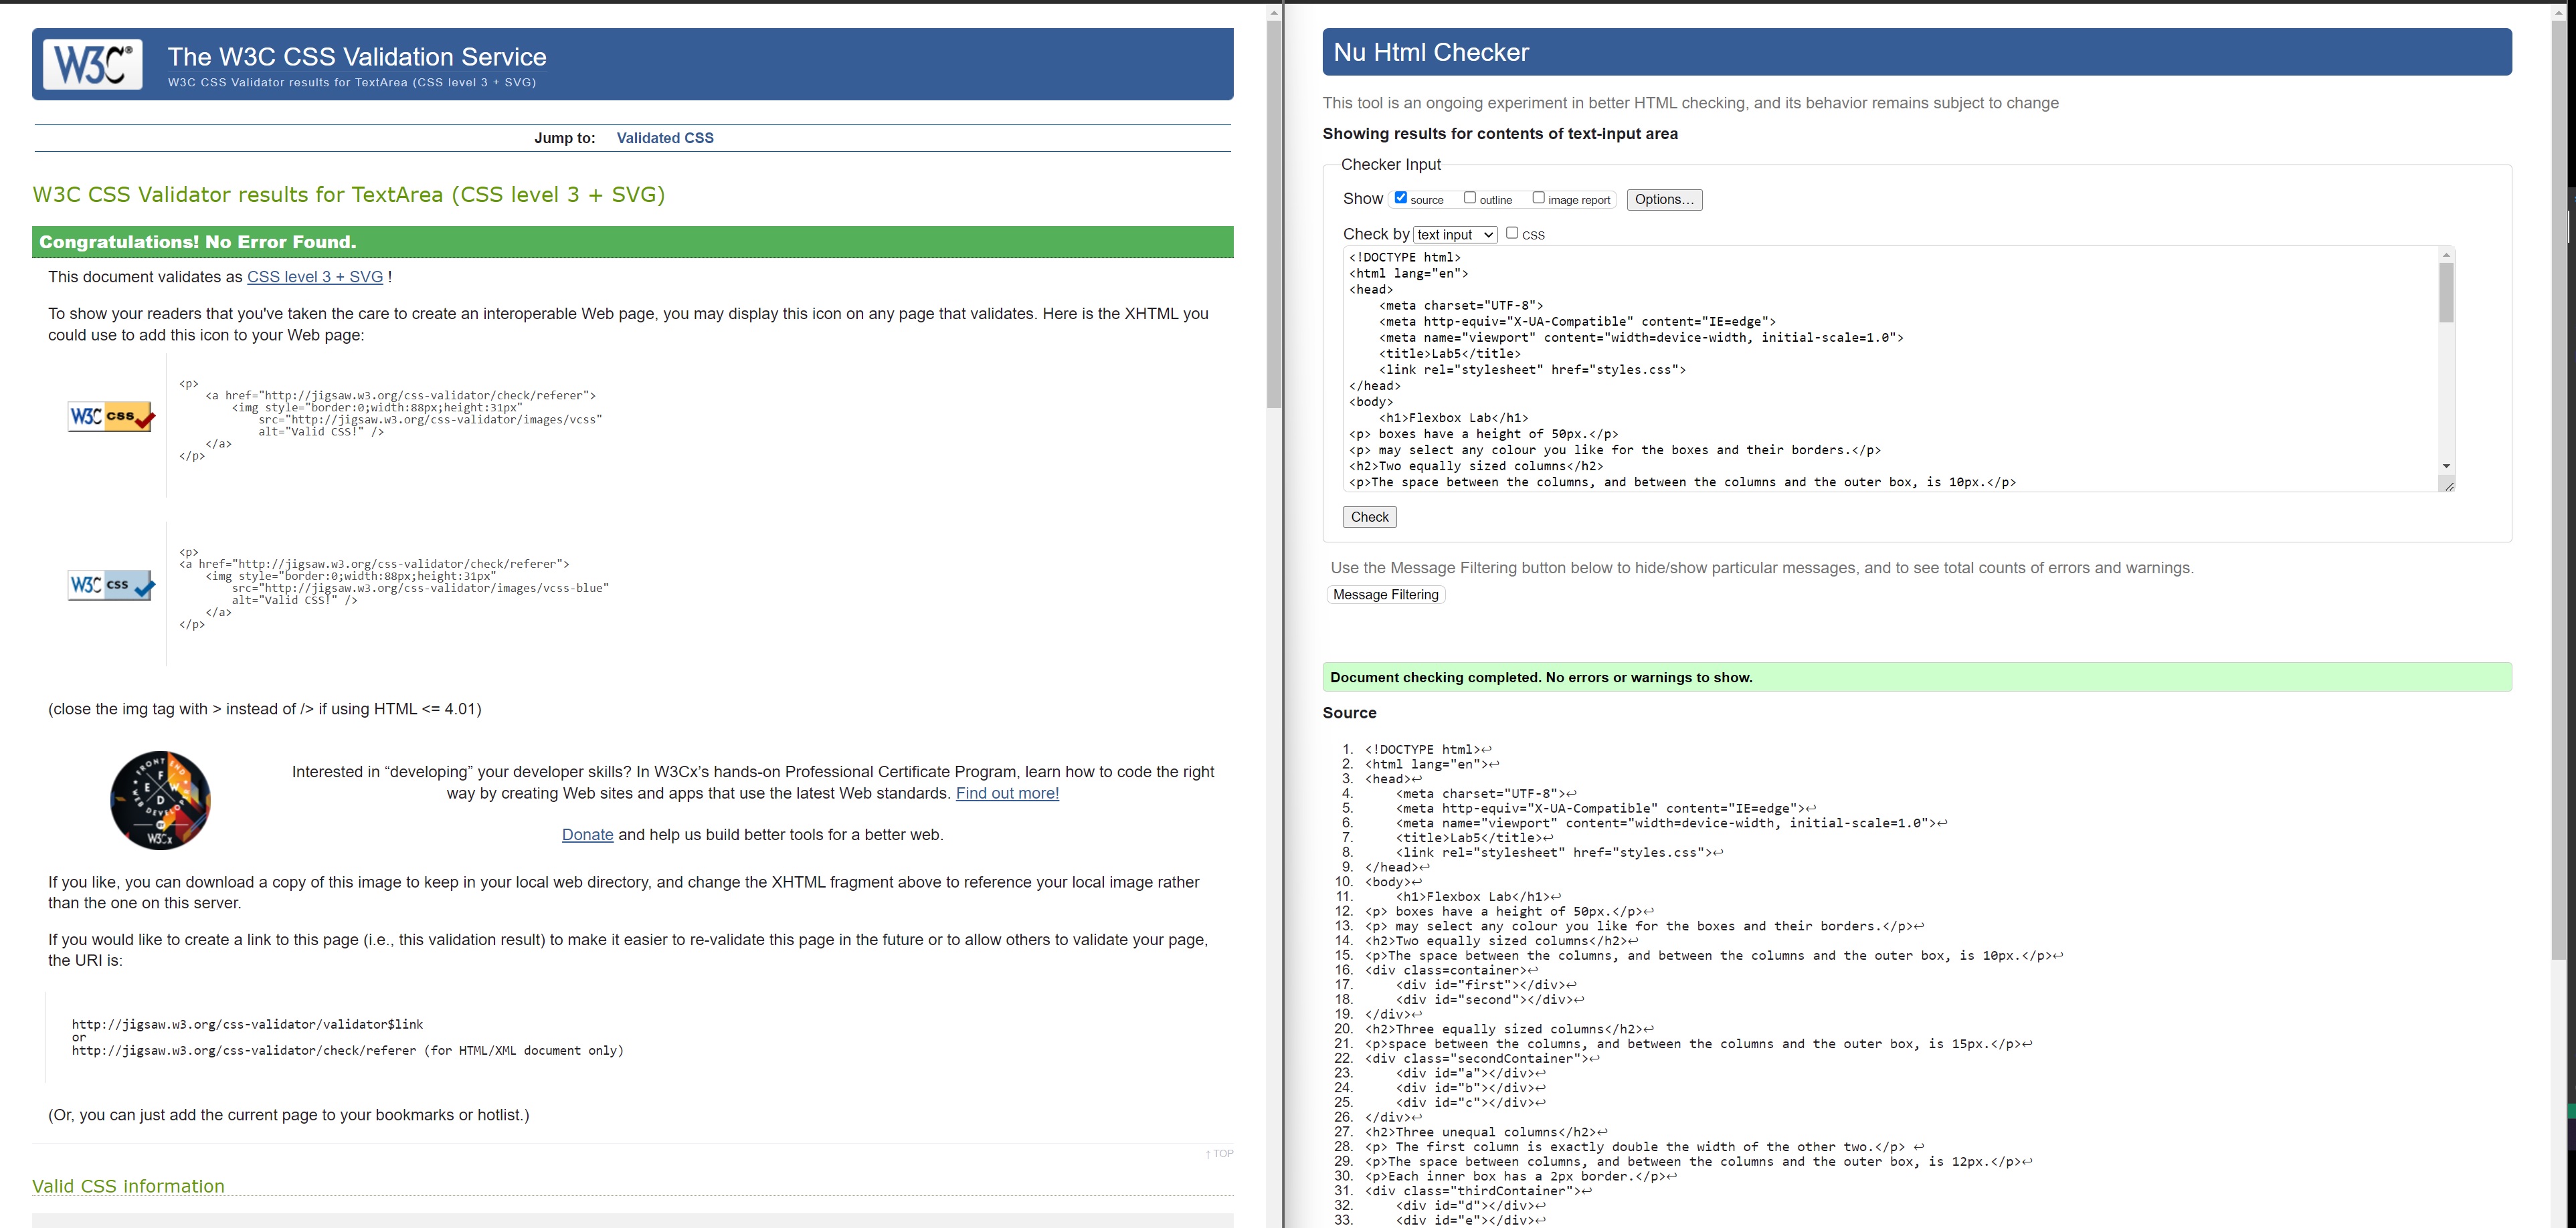 W3C®
The W3C CSS Validation Service
W3C CSS Validator results for TextArea (CSS level 3 + SVG)
Jump to: Validated CSS
W3C CSS Validator results for TextArea (CSS level 3 + SVG)
Congratulations! No Error Found.
This document validates as CSS level 3 + SVG !
To show your readers that you've taken the care to create an interoperable Web page, you may display this icon on any page that validates. Here is the XHTML you
could use to add this icon to your Web page:
W3C css
<p>
<a href="http://jigsaw.w3.org/css-validator/check/referer">
<img style="border:0;width:88px;height:31px"
src="http://jigsaw.w3.org/css-validator/images/vcss"
alt="Valid CSS!" />
</a>
</p>
W3C css
<p>
<a href="http://jigsaw.w3.org/css-validator/check/referer">
<img style="border:0;width:88px;height:31px"
src="http://jigsaw.w3.org/css-validator/images/vcss-blue"
alt="Valid CSS!" />
</a>
</p>
(close the img tag with > instead of /> if using HTML <= 4.01)
FRONT END
F E W D
WEB DEVELOPER
BY
W3Cx
Interested in “developing” your developer skills? In W3Cx’s hands-on Professional Certificate Program, learn how to code the right
way by creating Web sites and apps that use the latest Web standards. Find out more!
Donate and help us build better tools for a better web.
If you like, you can download a copy of this image to keep in your local web directory, and change the XHTML fragment above to reference your local image rather
than the one on this server.
If you would like to create a link to this page (i.e., this validation result) to make it easier to re-validate this page in the future or to allow others to validate your page,
the URI is:
http://jigsaw.w3.org/css-validator/validator$link
or
http://jigsaw.w3.org/css-validator/check/referer (for HTML/XML document only)
(Or, you can just add the current page to your bookmarks or hotlist.)
↑ TOP
Valid CSS information
Nu Html Checker
This tool is an ongoing experiment in better HTML checking, and its behavior remains subject to change
Showing results for contents of text-input area
Checker Input
Show source outline image report Options...
Check by text input css
<!DOCTYPE html>
<html lang="en">
<head>
<meta charset="UTF-8">
<meta http-equiv="X-UA-Compatible" content="IE=edge">
<meta name="viewport" content="width=device-width, initial-scale=1.0">
<title>Lab5</title>
<link rel="stylesheet" href="styles.css">
</head>
<body>
<h1>Flexbox Lab</h1>
<p> boxes have a height of 50px.</p>
<p> may select any colour you like for the boxes and their borders.</p>
<h2>Two equally sized columns</h2>
<p>The space between the columns, and between the columns and the outer box, is 10px.</p>
Check
Use the Message Filtering button below to hide/show particular messages, and to see total counts of errors and warnings.
Message Filtering
Document checking completed. No errors or warnings to show.
Source
1. <!DOCTYPE html>↩
2. <html lang="en">↩
3. <head>↩
4. <meta charset="UTF-8">↩
5. <meta http-equiv="X-UA-Compatible" content="IE=edge">↩
6. <meta name="viewport" content="width=device-width, initial-scale=1.0">↩
7. <title>Lab5</title>↩
8. <link rel="stylesheet" href="styles.css">↩
9. </head>↩
10. <body>↩
11. <h1>Flexbox Lab</h1>↩
12. <p> boxes have a height of 50px.</p>↩
13. <p> may select any colour you like for the boxes and their borders.</p>↩
14. <h2>Two equally sized columns</h2>↩
15. <p>The space between the columns, and between the columns and the outer box, is 10px.</p>↩
16. <div class=container>↩
17. <div id="first"></div>↩
18. <div id="second"></div>↩
19. </div>↩
20. <h2>Three equally sized columns</h2>↩
21. <p>space between the columns, and between the columns and the outer box, is 15px.</p>↩
22. <div class="secondContainer">↩
23. <div id="a"></div>↩
24. <div id="b"></div>↩
25. <div id="c"></div>↩
26. </div>↩
27. <h2>Three unequal columns</h2>↩
28. <p> The first column is exactly double the width of the other two.</p> ↩
29. <p>The space between columns, and between the columns and the outer box, is 12px.</p>↩
30. <p>Each inner box has a 2px border.</p>↩
31. <div class="thirdContainer">↩
32. <div id="d"></div>↩
33. <div id="e"></div>↩